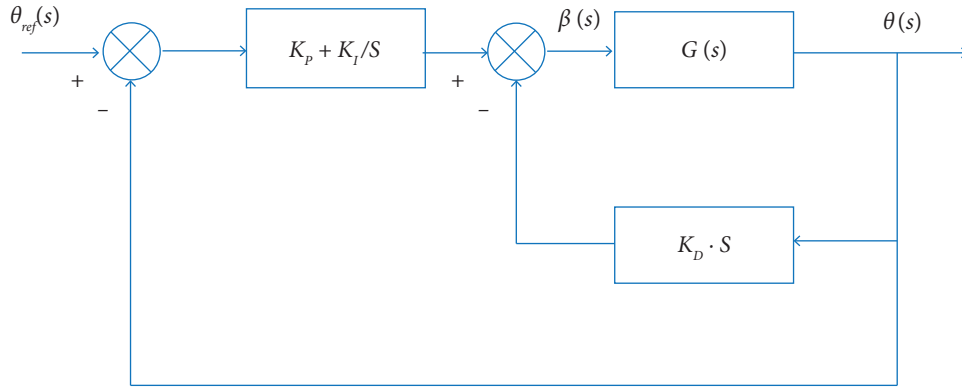 θref(s)
β (s)
θ(s)
KP + KI/S
G (s)
+
–
+
–
KD · S